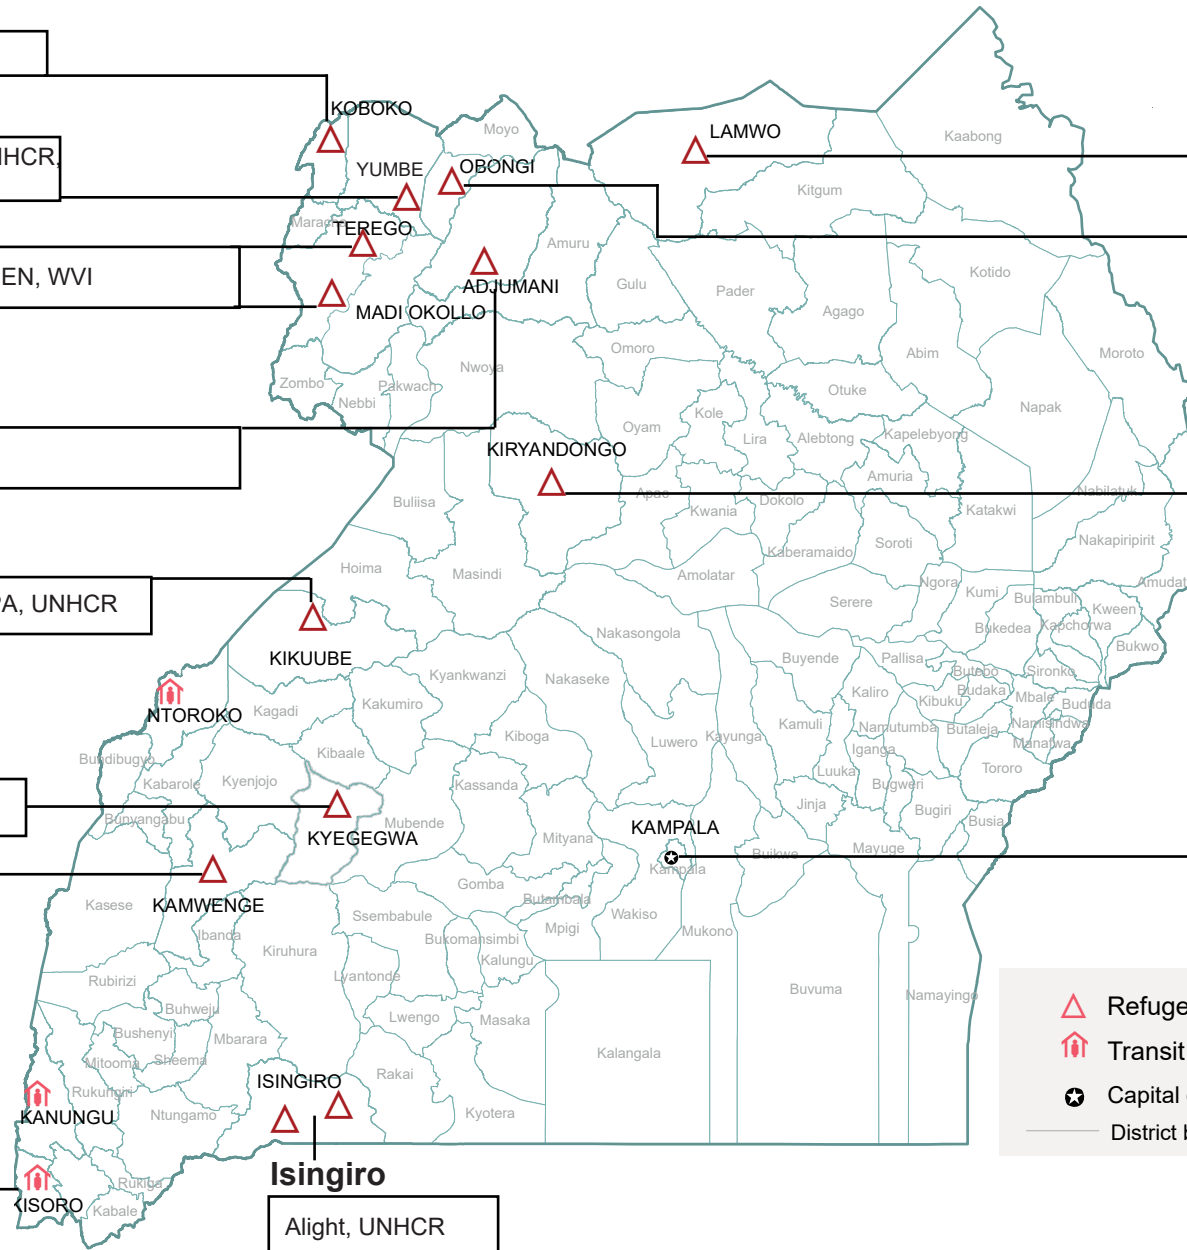 KOBOKO
Moyo
LAMWO
Kaabong
IHCR,
YUMBE
OBONGI
Kitgum
Maracha
TEREGO
Amuru
EN, WVI
ADJUMANI
Gulu
Pader
Kotido
MADI OKOLLO
Agago
Omoro
Abim
Moroto
Nwoya
Zombo
Pakwach
Nebbi
Otuke
Napak
Kole
Oyam
Lira
Alebtong
Kapelebyong
KIRYANDONGO
Amuria
Apac
Nabilatuk
Buliisa
Dokolo
Kwania
Katakwi
Kaberamaido
Soroti
Nakapiripirit
Hoima
Masindi
Amolatar
Ngora
Amudat
PA, UNHCR
Serere
Kumi
Bulambuli
Kween
Bukedea
Kapchorwa
Nakasongola
Bukwo
KIKUUBE
Buyende
Pallisa
Butebo
Sironko
Kyankwanzi
Nakaseke
Kaliro
Budaka
Mbale
Kibuku
Bududa
NTOROKO
Kagadi
Kakumiro
Kamuli
Namutumba
Butaleja
Namisindwa
Kibaale
Kiboga
Luwero
Kayunga
Iganga
Manafwa
Bundibugyo
Kabarole
Kyenjojo
Kassanda
Luuka
Bugweri
Tororo
Jinja
Bugiri
Bunyangabu
Mubende
Busia
KYEGEGWA
Mityana
KAMPALA
Buikwe
Mayuge
Kampala
KAMWENGE
Gomba
Butambala
Kasese
Ssembabule
Wakiso
Ibanda
Mpigi
Mukono
Kiruhura
Bukomansimbi
Kalungu
Rubirizi
Lyantonde
Buvuma
Namayingo
Buhweju
Lwengo
Masaka
Refuge
Bushenyi
Mbarara
Transit
Mitooma
Sheema
Kalangala
Rakai
ISINGIRO
Rukungiri
Capital
KANUNGU
Ntungamo
Kyotera
District b
Isingiro
Rukiga
KISORO
Kabale
Alight, UNHCR